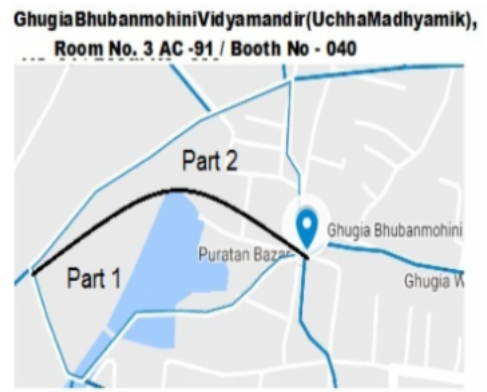 GhugiaBhubanmohiniVidyamandir(UchhaMadhyamik),
Room No. 3 AC -91 / Booth No - 040
Part 2
Ghugia Bhubanmohini
Puratan Bazar
Part 1
Ghugia W